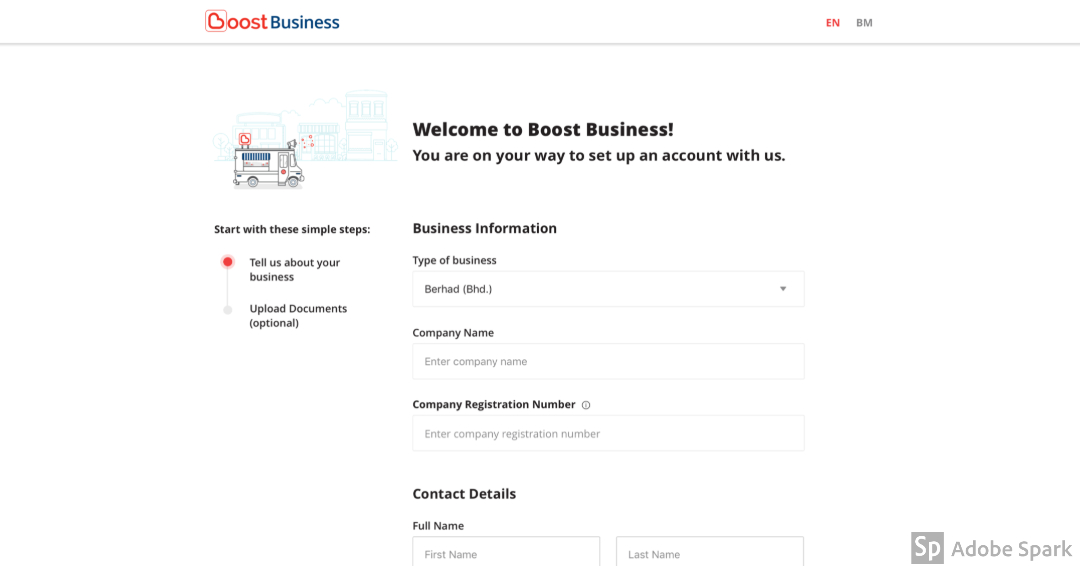 Boost Business
EN BM
Welcome to Boost Business!
You are on your way to set up an account with us.
Start with these simple steps:
Tell us about your
business
Upload Documents
(optional)
Business Information
Type of business
Berhad (Bhd.)
Company Name
Enter company name
Company Registration Number
Enter company registration number
Contact Details
Full Name
First Name
Last Name
Sp Adobe Spark